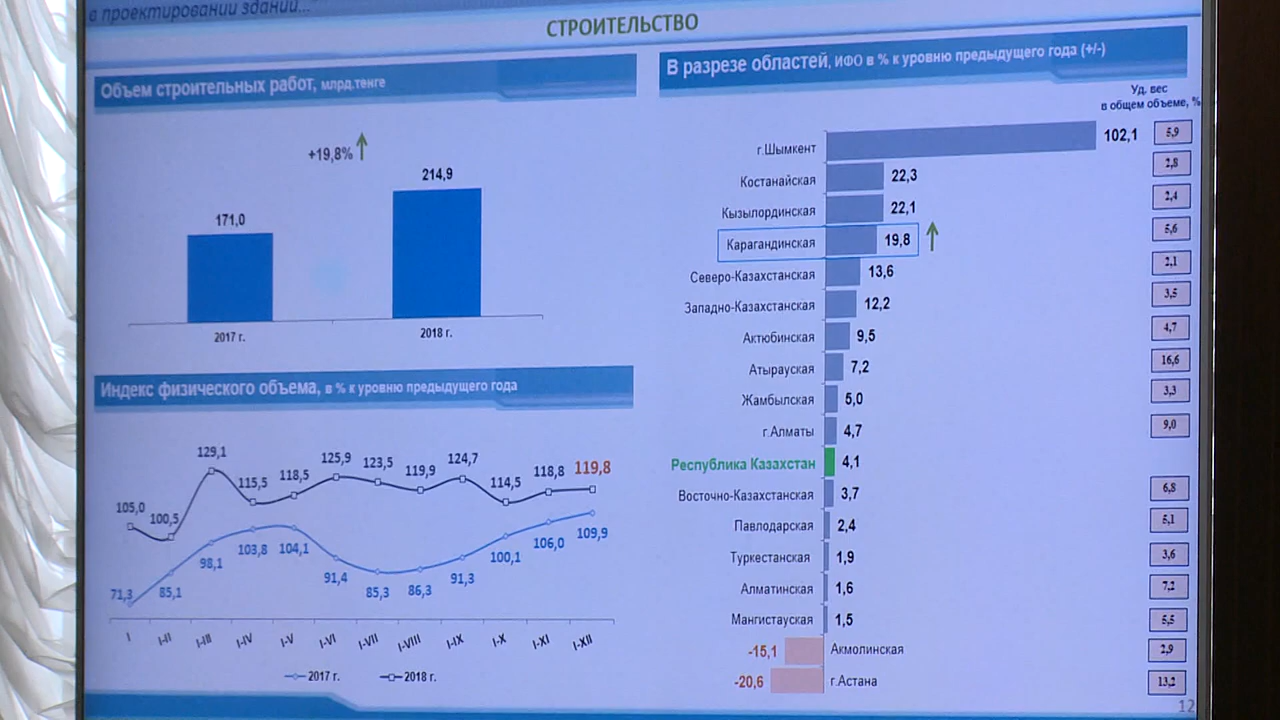 в проектировании зданий...
СТРОИТЕЛЬСТВО
Объем строительных работ, млрд.тенге
+19,8%
171,0
214,9
2017 г.
2018 г.
Индекс физического объема, в % к уровню предыдущего года
105,0 100,5 129,1 115,5 118,5 125,9 123,5 119,9 124,7 114,5 118,8 119,8
71,3 85,1 98,1 103,8 104,1 91,4 85,3 86,3 91,3 100,1 106,0 109,9
I I-II I-III I-IV I-V I-VI I-VII I-VIII I-IX I-X I-XI I-XII
2017 г. 2018 г.
В разрезе областей, ИФО в % к уровню предыдущего года (+/-)
Уд. вес
в общем объеме, %
г.Шымкент 102,1 5,9
Костанайская 22,3 2,8
Кызылординская 22,1 2,4
Карагандинская 19,8 5,6
Северо-Казахстанская 13,6 2,1
Западно-Казахстанская 12,2 3,5
Актюбинская 9,5 4,7
Атырауская 7,2 16,6
Жамбылская 5,0 3,3
г.Алматы 4,7 9,0
Республика Казахстан 4,1
Восточно-Казахстанская 3,7 6,8
Павлодарская 2,4 5,1
Туркестанская 1,9 3,6
Алматинская 1,6 7,2
Мангистауская 1,5 5,5
-15,1 Акмолинская 2,9
-20,6 г.Астана 13,2
12